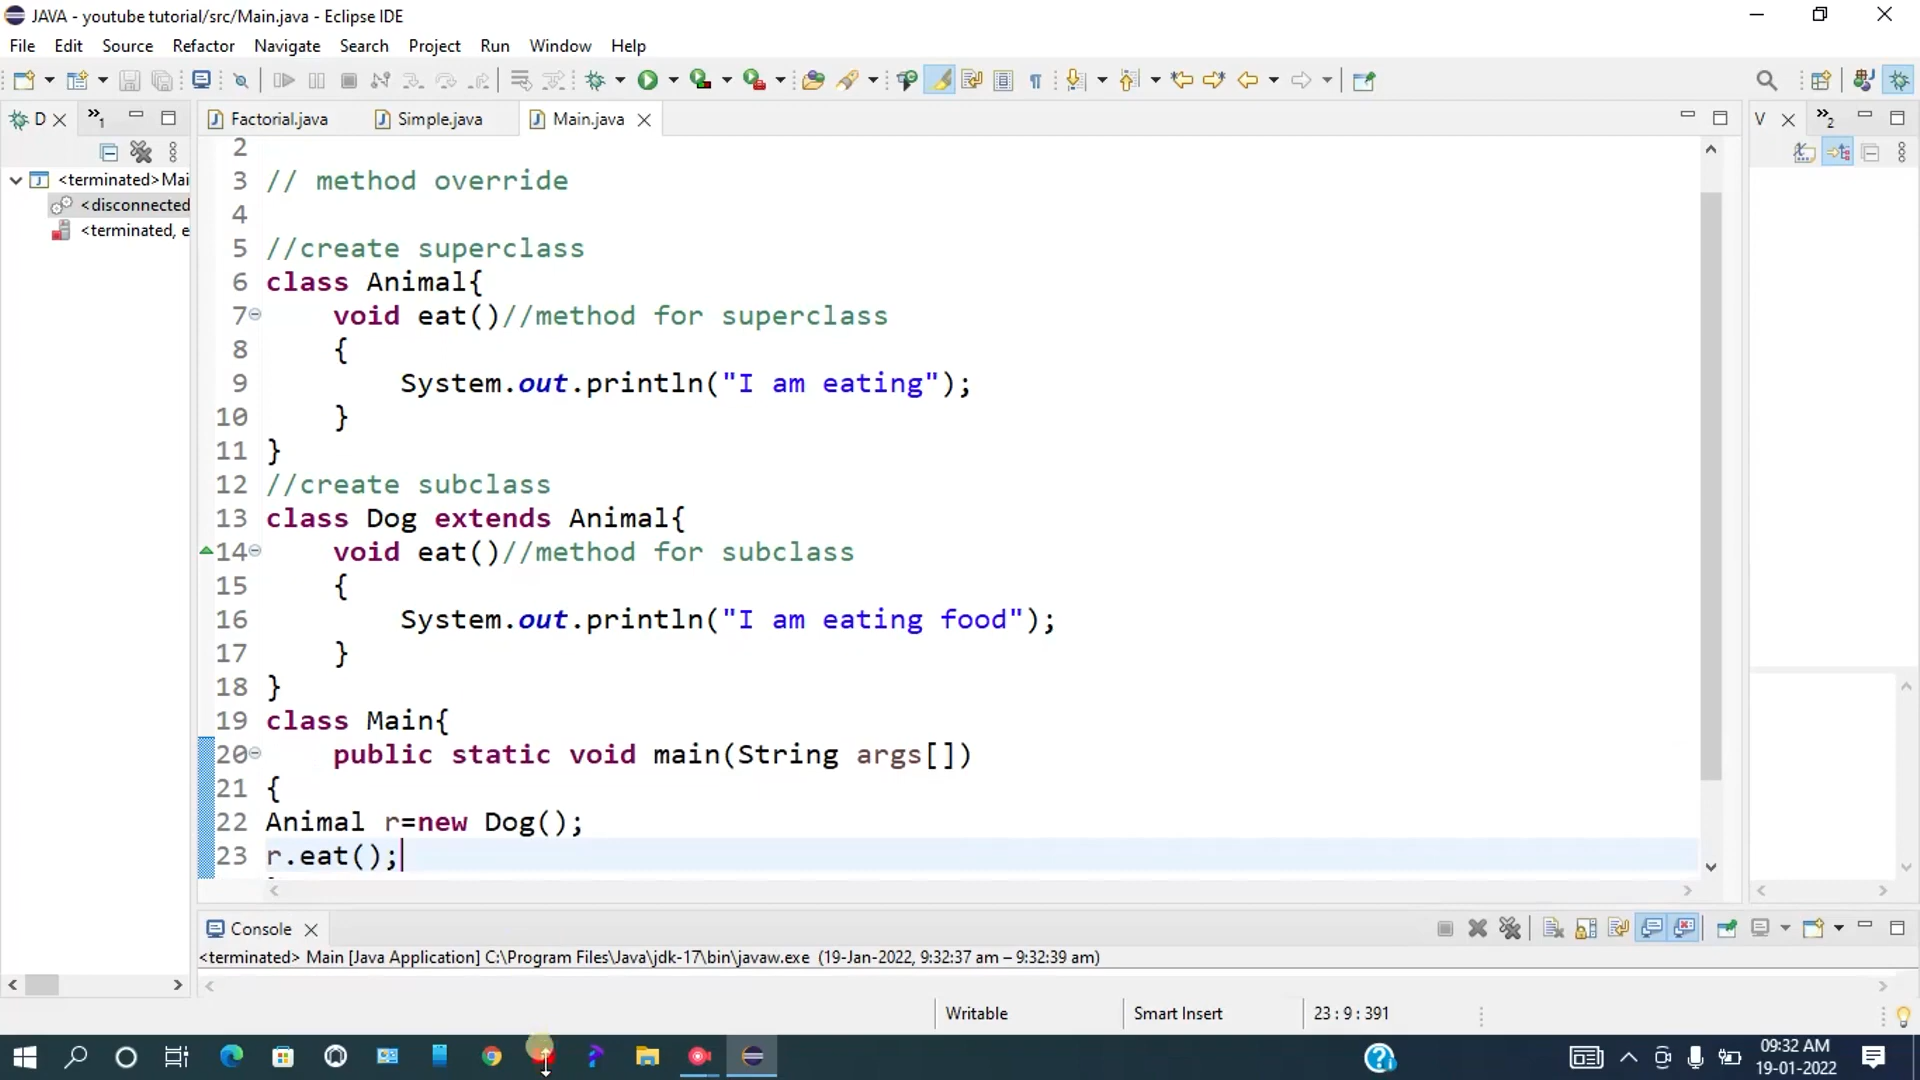 JAVA - youtube tutorial/src/Main.java - Eclipse IDE
File Edit Source Refactor Navigate Search Project Run Window Help
D
»1
Factorial.java
Simple.java
Main.java
V
»2
<terminated>Mai
<disconnected
<terminated, e
2
3 // method override
4
5 //create superclass
6 class Animal{
7 void eat()//method for superclass
8 {
9 System.out.println("I am eating");
10 }
11 }
12 //create subclass
13 class Dog extends Animal{
14 void eat()//method for subclass
15 {
16 System.out.println("I am eating food");
17 }
18 }
19 class Main{
20 public static void main(String args[])
21 {
22 Animal r=new Dog();
23 r.eat();
Console
<terminated> Main [Java Application] C:\Program Files\Java\jdk-17\bin\javaw.exe (19-Jan-2022, 9:32:37 am – 9:32:39 am)
Writable
Smart Insert
23 : 9 : 391
09:32 AM
19-01-2022